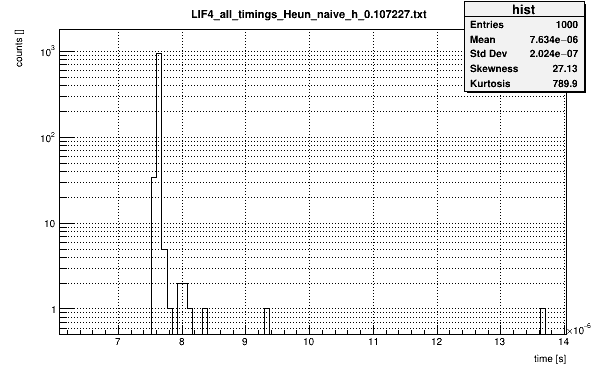 LIF4_all_timings_Heun_naive_h_0.107227.txt
hist
Entries 1000
Mean 7.634e−06
Std Dev 2.024e−07
Skewness 27.13
Kurtosis 789.9
counts []
10³
10²
10
1
7 8 9 10 11 12 13 14
×10⁻⁶
time [s]